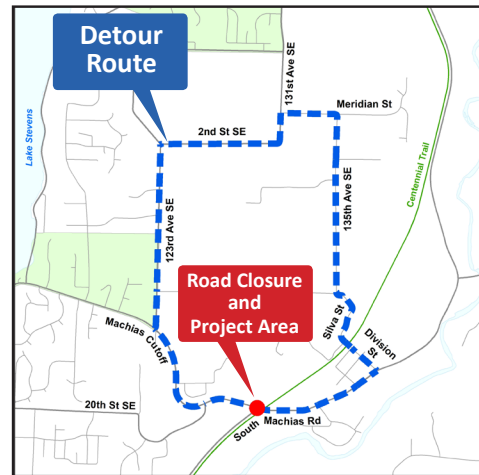 Detour
Route
131st Ave SE
Meridian St
2nd St SE
Lake Stevens
Centennial Trail
123rd Ave SE
135th Ave SE
Road Closure
and
Project Area
Machias Cutoff
Silva St
Division
St
20th St SE
South
Machias Rd